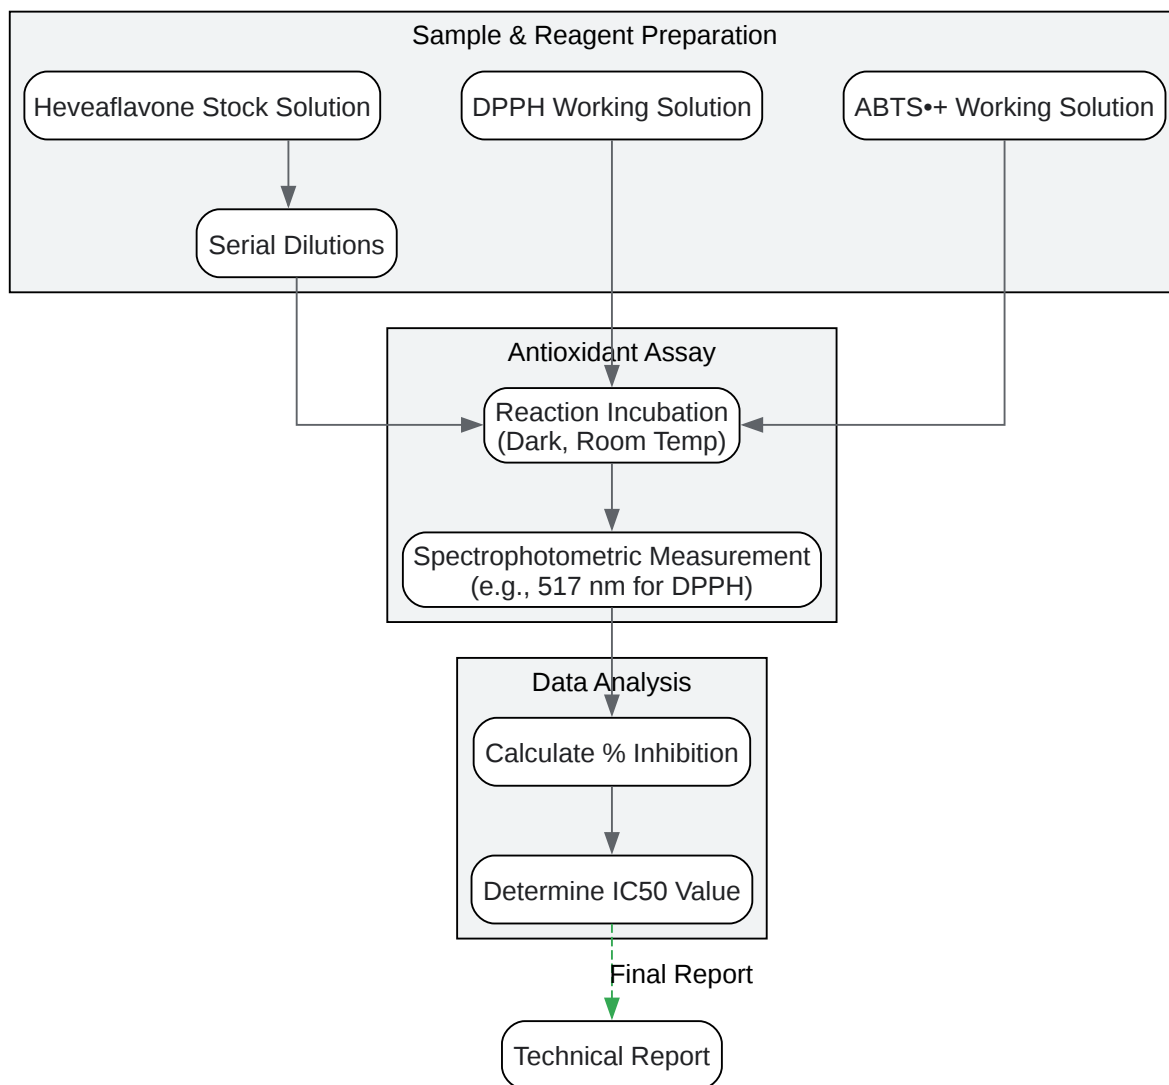 Sample & Reagent Preparation
Heveaflavone Stock Solution
DPPH Working Solution
ABTS•+ Working Solution
Serial Dilutions
Antioxidant Assay
Reaction Incubation
(Dark, Room Temp)
Spectrophotometric Measurement
(e.g., 517 nm for DPPH)
Data Analysis
Calculate % Inhibition
Determine IC50 Value
Final Report
Technical Report